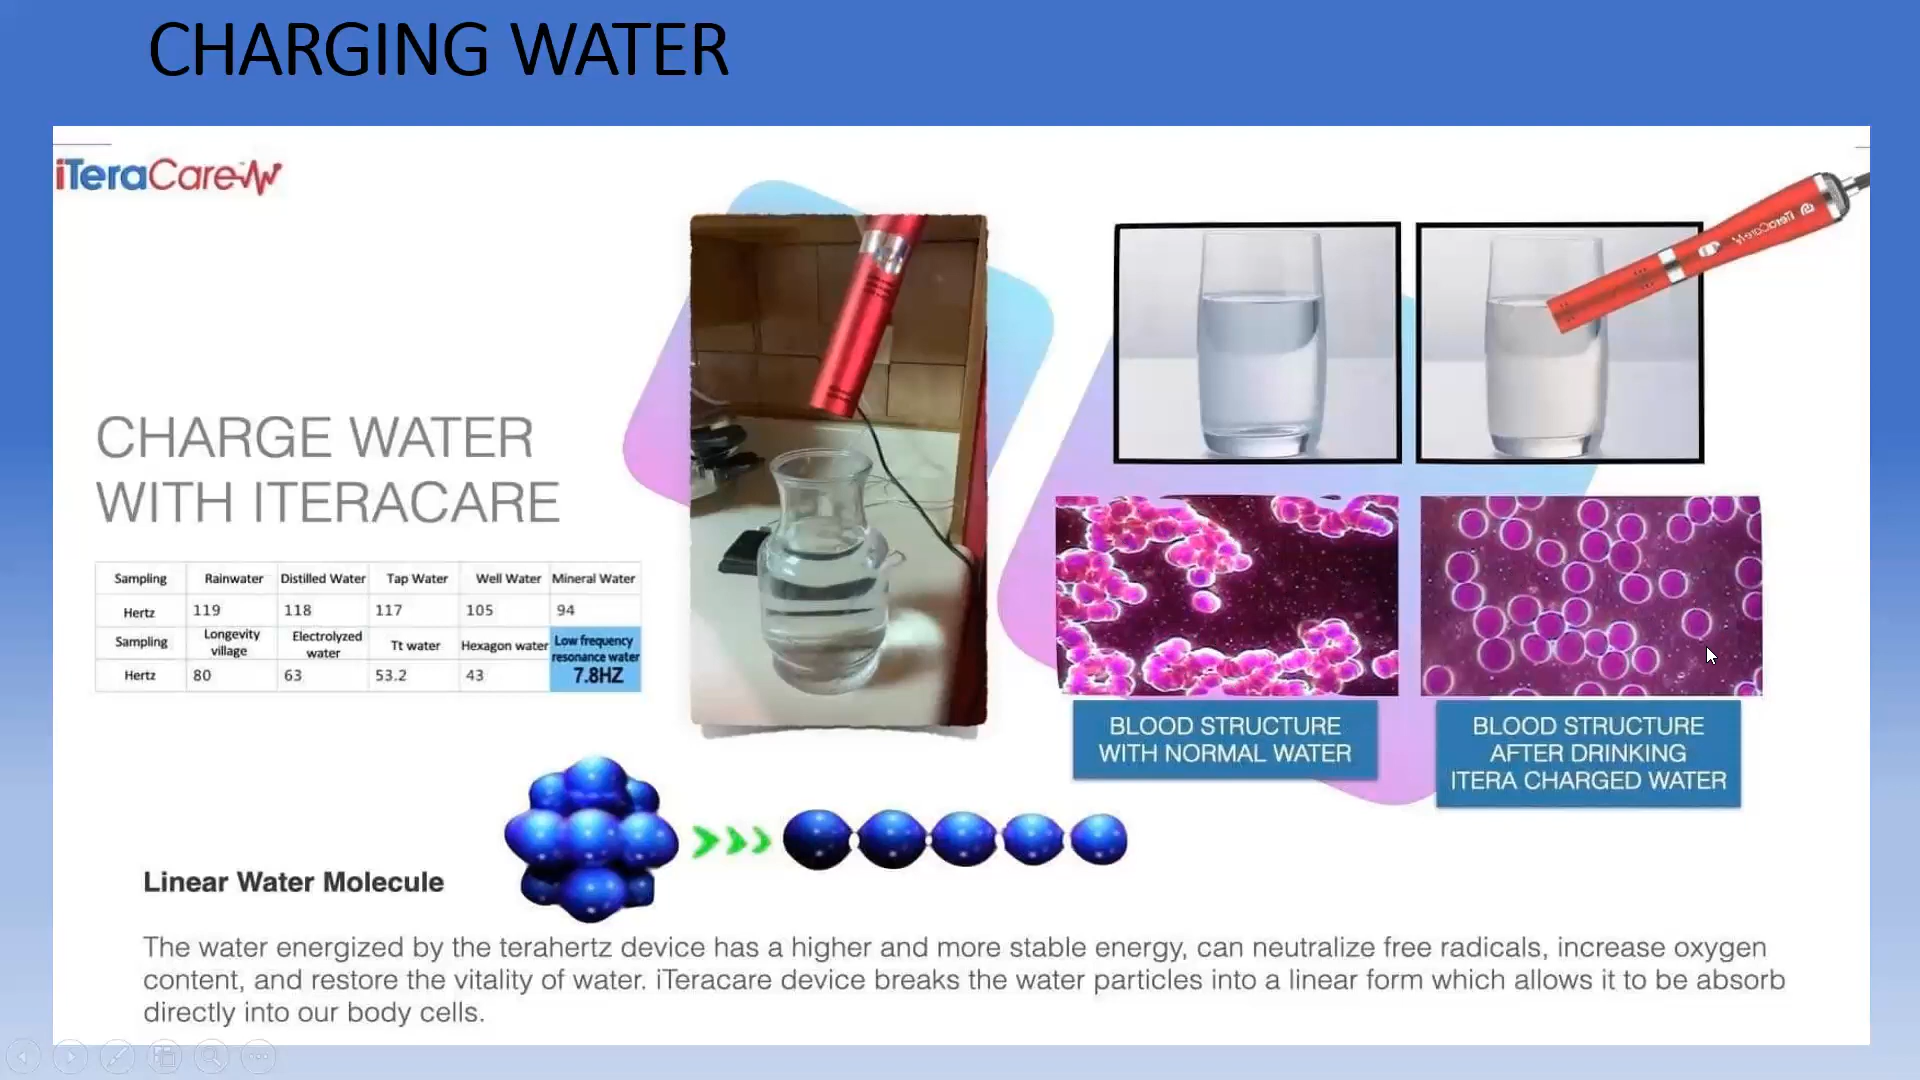 CHARGING WATER
iTeraCare
iTeraCare
CHARGE WATER
WITH ITERACARE
Sampling Rainwater Distilled Water Tap Water Well Water Mineral Water
Hertz 119 118 117 105 94
Sampling Longevity village Electrolyzed water Tt water Hexagon water Low frequency resonance water
Hertz 80 63 53.2 43 7.8HZ
BLOOD STRUCTURE
WITH NORMAL WATER
BLOOD STRUCTURE
AFTER DRINKING
ITERA CHARGED WATER
Linear Water Molecule
The water energized by the terahertz device has a higher and more stable energy, can neutralize free radicals, increase oxygen
content, and restore the vitality of water. iTeracare device breaks the water particles into a linear form which allows it to be absorb
directly into our body cells.